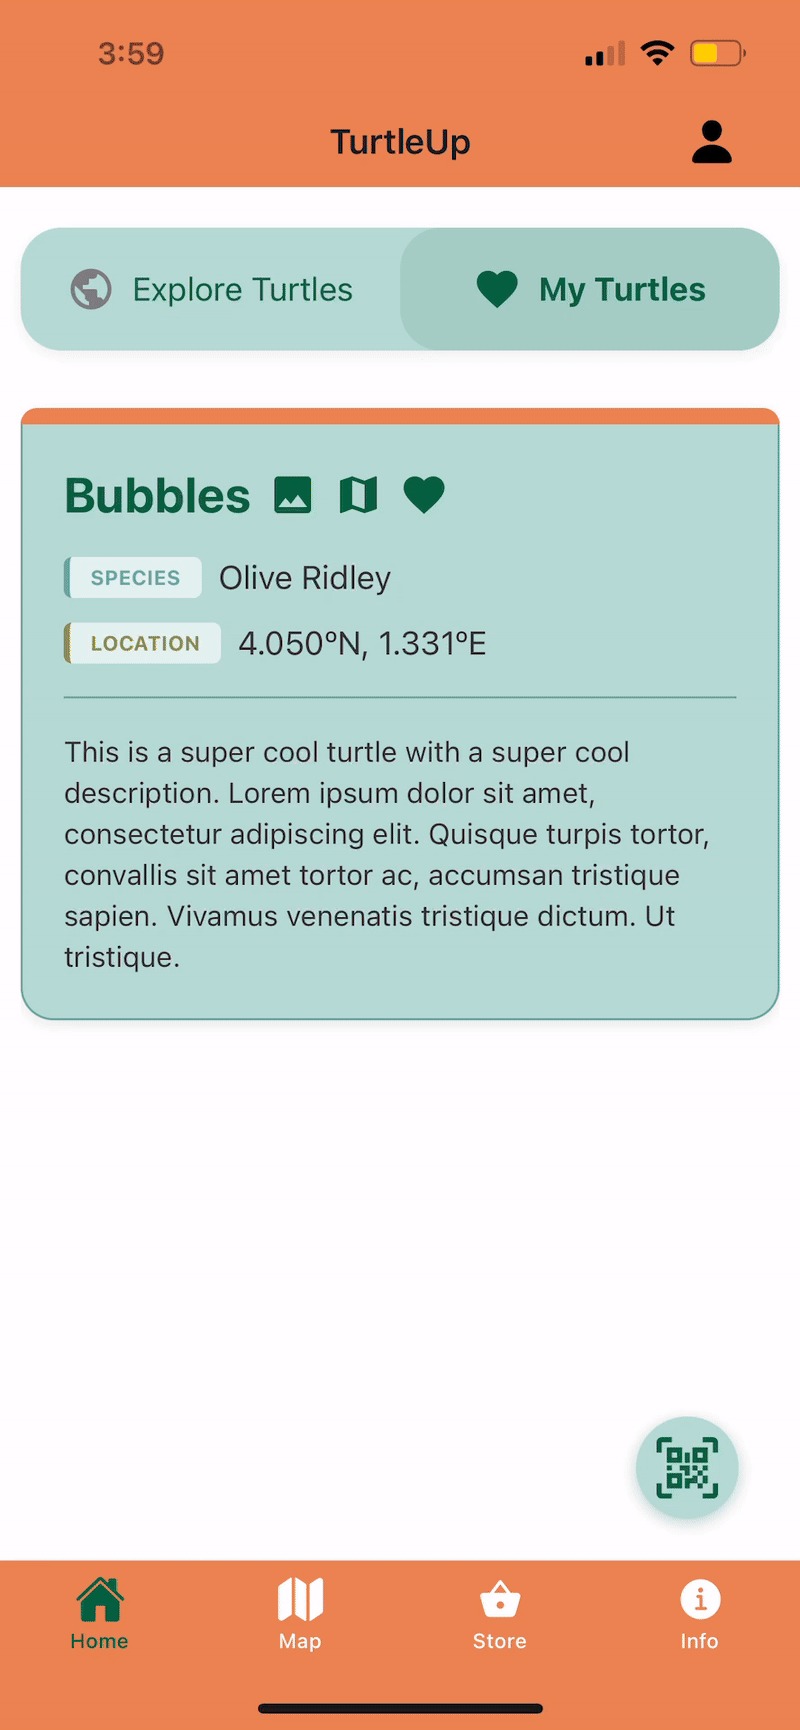 3:59
TurtleUp
Explore Turtles
My Turtles
Bubbles
SPECIES Olive Ridley
LOCATION 4.050°N, 1.331°E
This is a super cool turtle with a super cool
description. Lorem ipsum dolor sit amet,
consectetur adipiscing elit. Quisque turpis tortor,
convallis sit amet tortor ac, accumsan tristique
sapien. Vivamus venenatis tristique dictum. Ut
tristique.
Home
Map
Store
Info